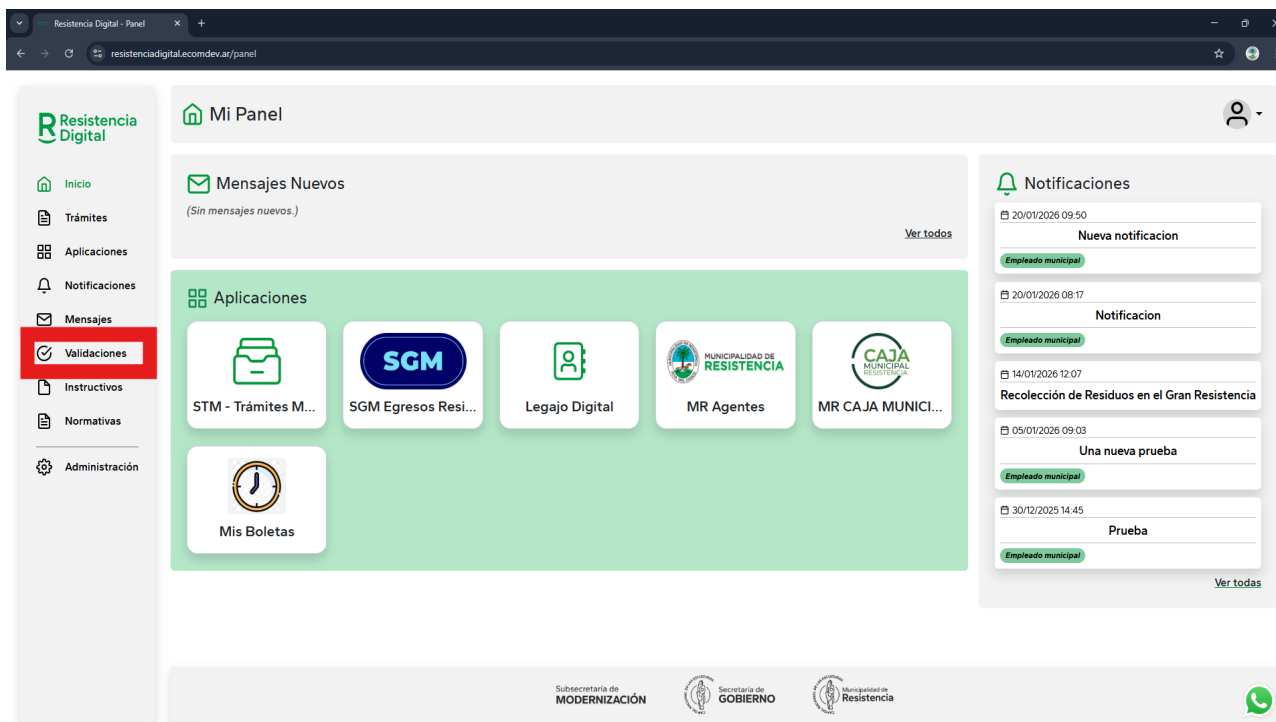 Resistencia Digital - Panel
resistenciadigital.ecomdev.ar/panel
Resistencia
Digital
Inicio
Trámites
Aplicaciones
Notificaciones
Mensajes
Validaciones
Instructivos
Normativas
Administración
Mi Panel
Mensajes Nuevos
(Sin mensajes nuevos.)
Ver todos
Aplicaciones
STM - Trámites M...
SGM
SGM Egresos Resi...
Legajo Digital
MUNICIPALIDAD DE
RESISTENCIA
MR Agentes
CAJA
MUNICIPAL
RESISTENCIA
MR CAJA MUNICI...
Mis Boletas
Notificaciones
20/01/2026 09:50
Nueva notificacion
Empleado municipal
20/01/2026 08:17
Notificacion
Empleado municipal
14/01/2026 12:07
Recolección de Residuos en el Gran Resistencia
05/01/2026 09:03
Una nueva prueba
Empleado municipal
30/12/2025 14:45
Prueba
Empleado municipal
Ver todas
Subsecretaría de
MODERNIZACIÓN
Secretaría de
GOBIERNO
Municipalidad de
Resistencia